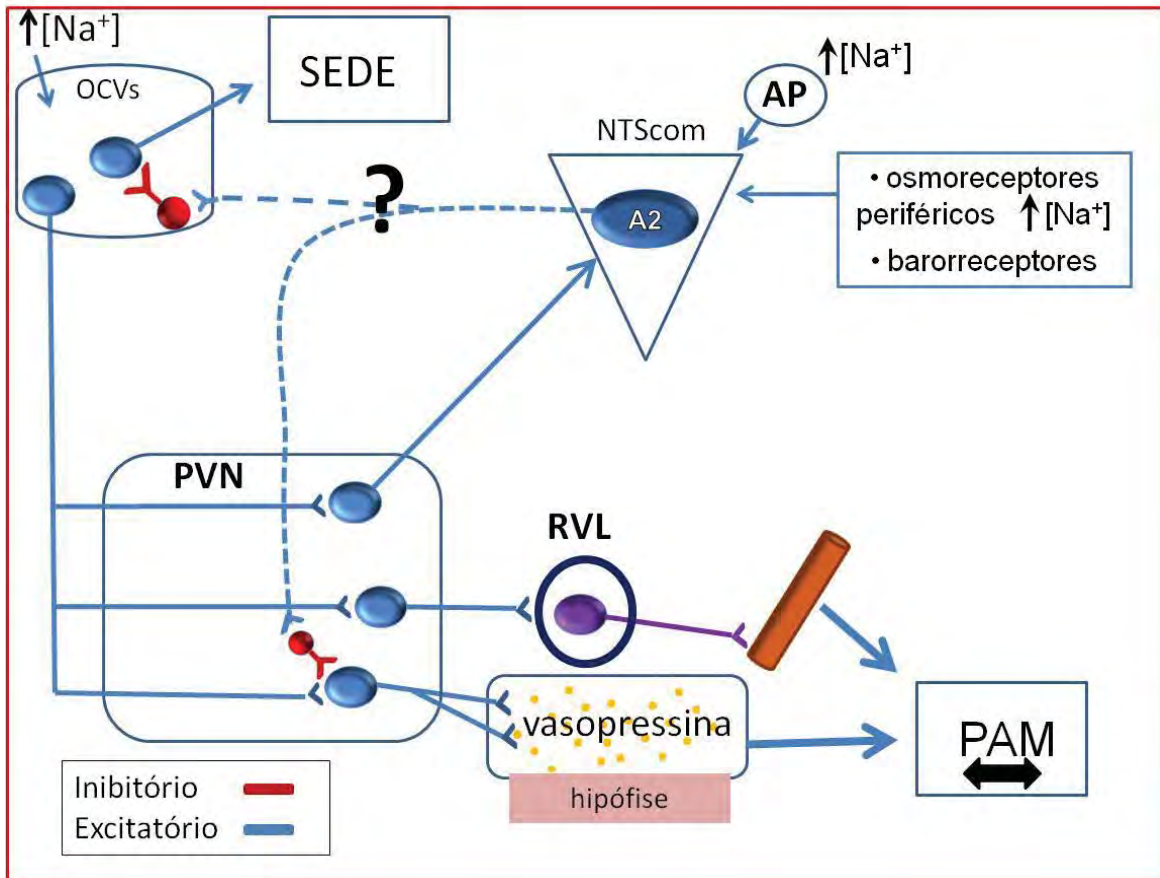 ↑[Na⁺]
OCVs
SEDE
↑[Na⁺]
AP
NTScom
A2
• osmoreceptores
periféricos ↑[Na⁺]
• barorreceptores
?
PVN
RVL
vasopressina
hipófise
PAM
Inibitório
Excitatório